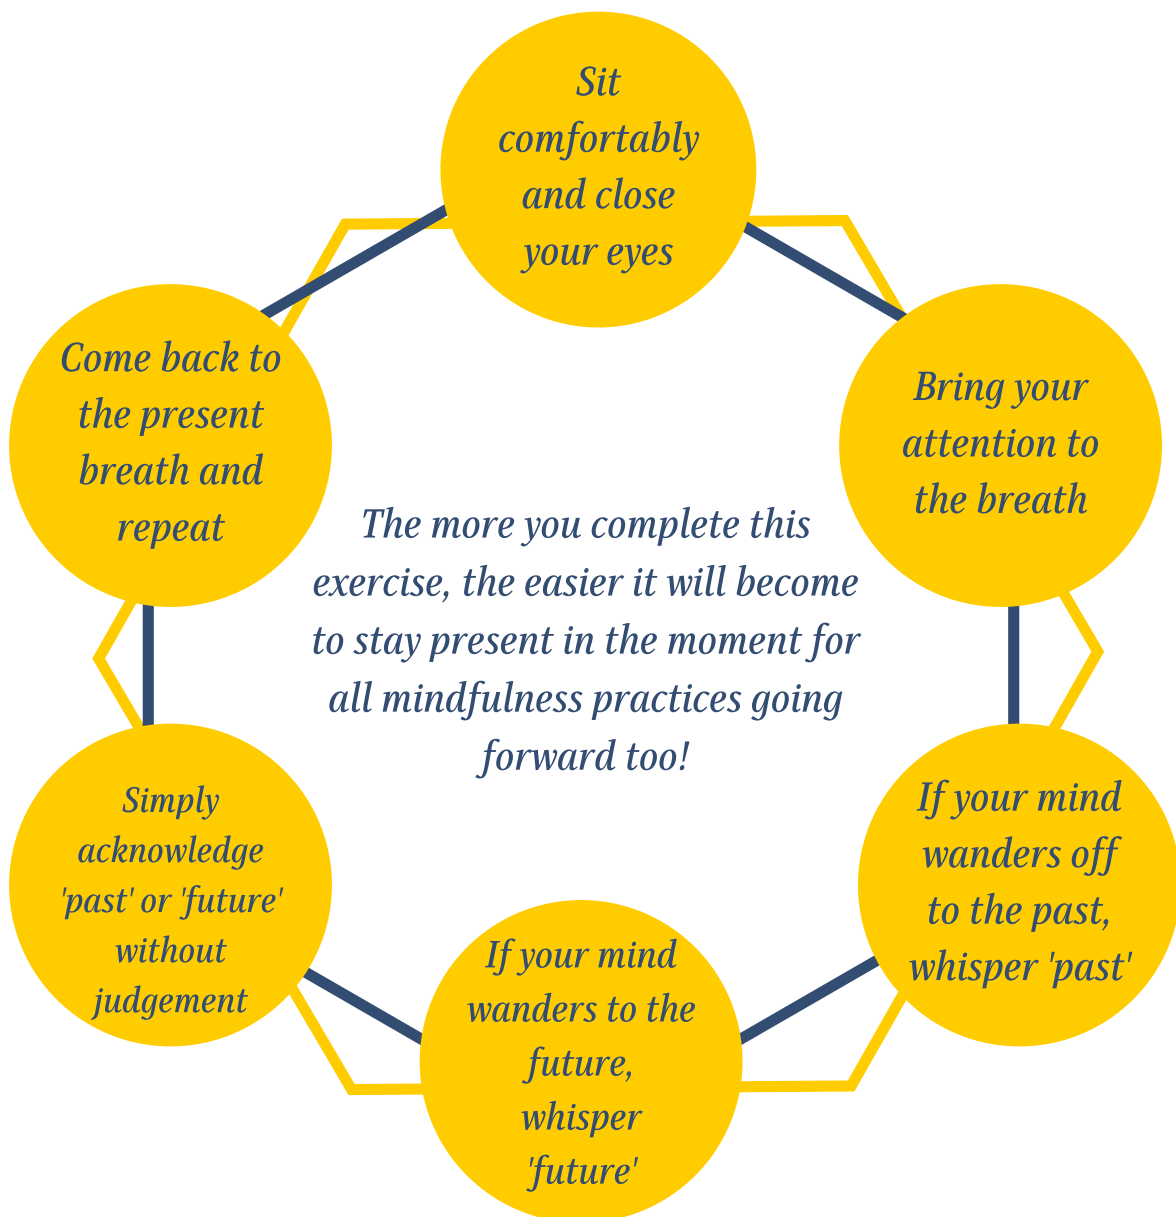 Sit
comfortably
and close
your eyes
Bring your
attention to
the breath
If your mind
wanders off
to the past,
whisper 'past'
If your mind
wanders to the
future,
whisper
'future'
Simply
acknowledge
'past' or 'future'
without
judgement
Come back to
the present
breath and
repeat
The more you complete this
exercise, the easier it will become
to stay present in the moment for
all mindfulness practices going
forward too!